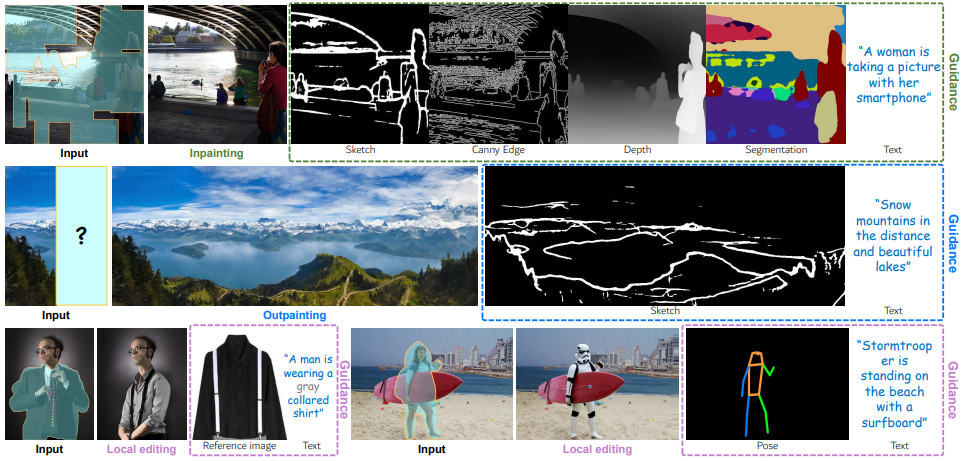 “A woman is
taking a picture
with her
smartphone”
Guidance
Input
Inpainting
Sketch
Canny Edge
Depth
Segmentation
Text
?
“Snow
mountains in
the distance
and beautiful
lakes”
Guidance
Input
Outpainting
Sketch
Text
“A man is
wearing a
gray
collared
shirt”
Guidance
“Stormtroop
er is
standing on
the beach
with a
surfboard”
Guidance
Input
Local editing
Reference image
Text
Input
Local editing
Pose
Text